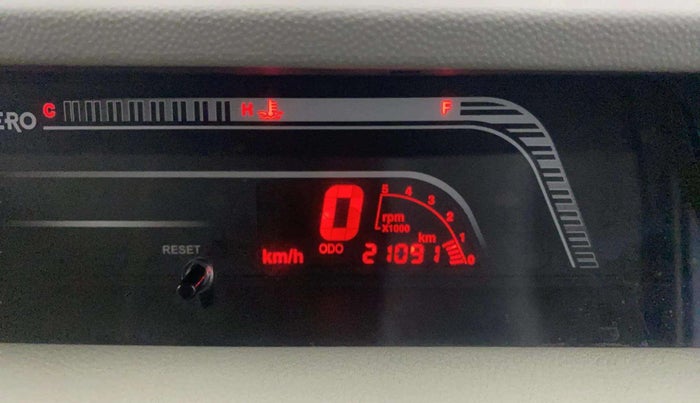 C H F
ERO
0 5 4 3 2 1 0
rpm
X1000
RESET
km/h ODO 21091 km